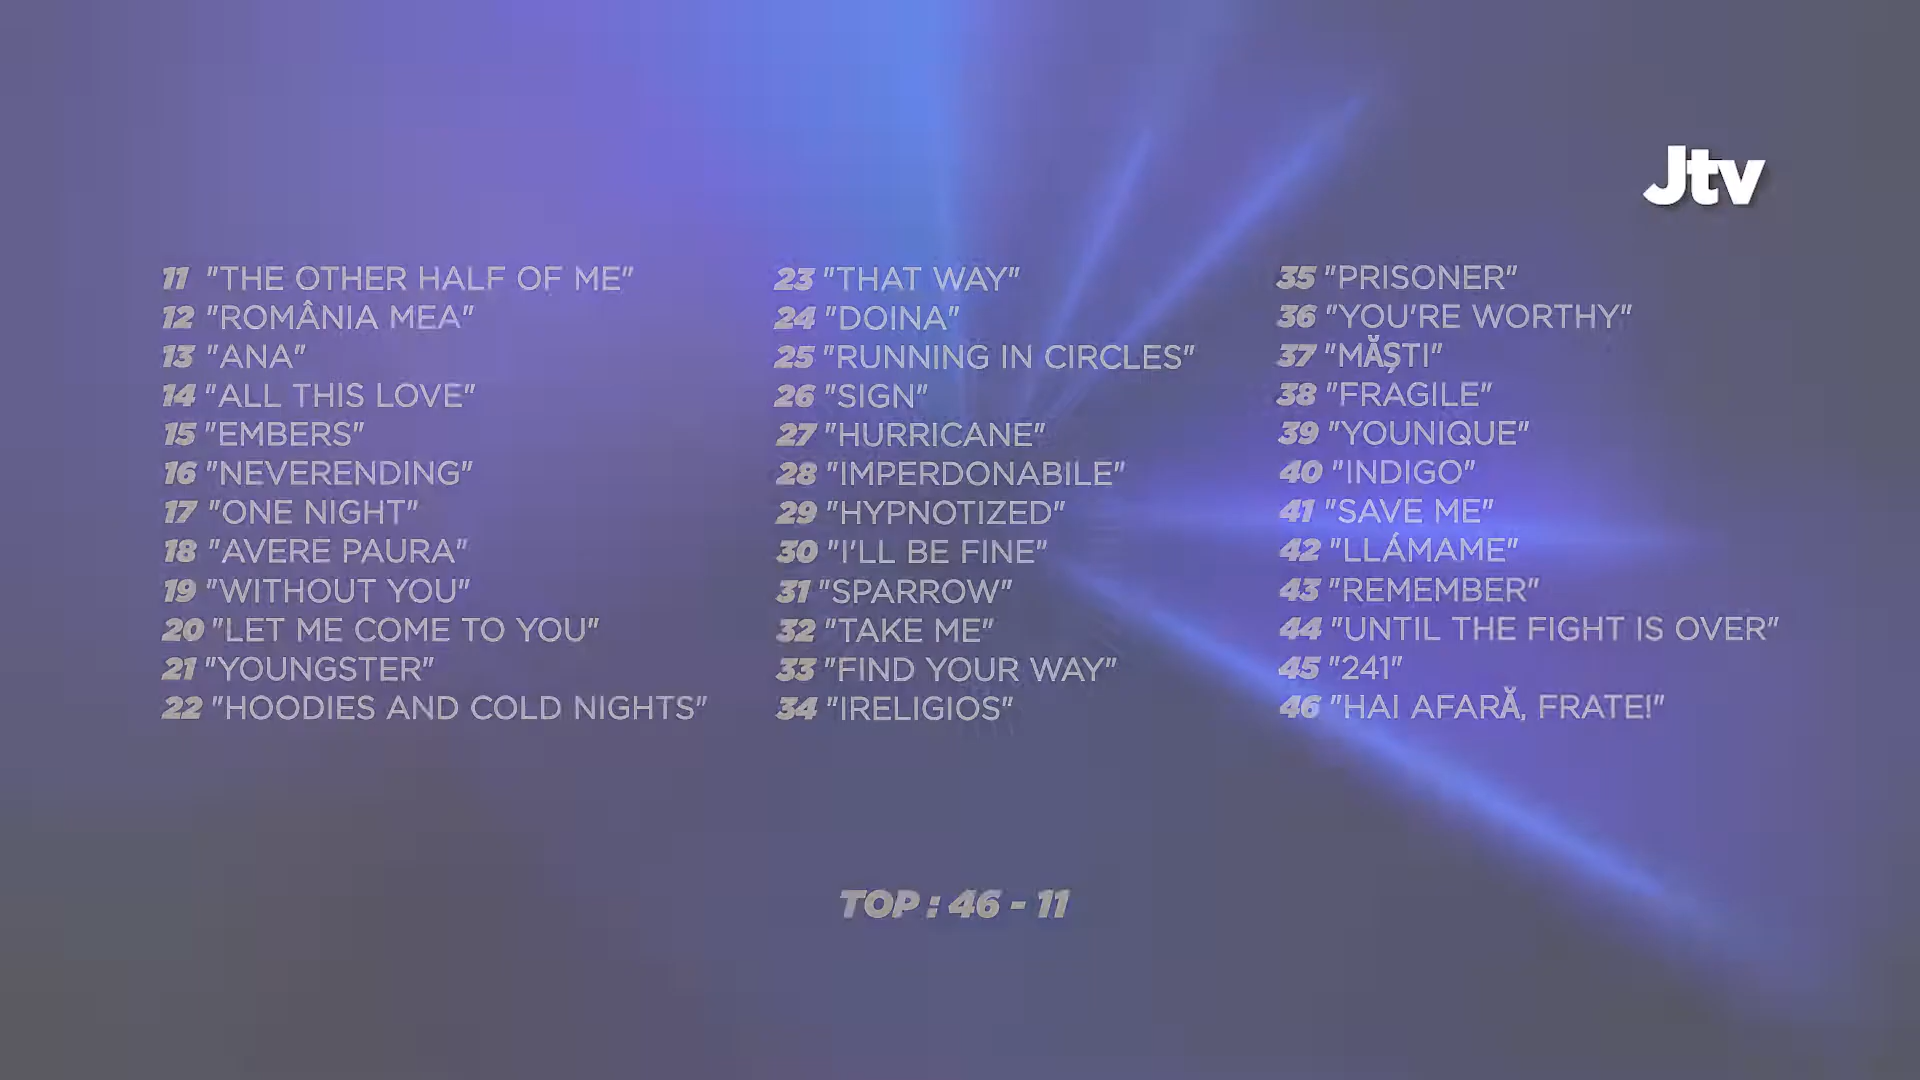 Jtv
11 "THE OTHER HALF OF ME"
12 "ROMÂNIA MEA"
13 "ANA"
14 "ALL THIS LOVE"
15 "EMBERS"
16 "NEVERENDING"
17 "ONE NIGHT"
18 "AVERE PAURA"
19 "WITHOUT YOU"
20 "LET ME COME TO YOU"
21 "YOUNGSTER"
22 "HOODIES AND COLD NIGHTS"
23 "THAT WAY"
24 "DOINA"
25 "RUNNING IN CIRCLES"
26 "SIGN"
27 "HURRICANE"
28 "IMPERDONABILE"
29 "HYPNOTIZED"
30 "I'LL BE FINE"
31 "SPARROW"
32 "TAKE ME"
33 "FIND YOUR WAY"
34 "IRELIGIOS"
35 "PRISONER"
36 "YOU'RE WORTHY"
37 "MĂȘTI"
38 "FRAGILE"
39 "YOUNIQUE"
40 "INDIGO"
41 "SAVE ME"
42 "LLÁMAME"
43 "REMEMBER"
44 "UNTIL THE FIGHT IS OVER"
45 "241"
46 "HAI AFARĂ, FRATE!"
TOP : 46 - 11